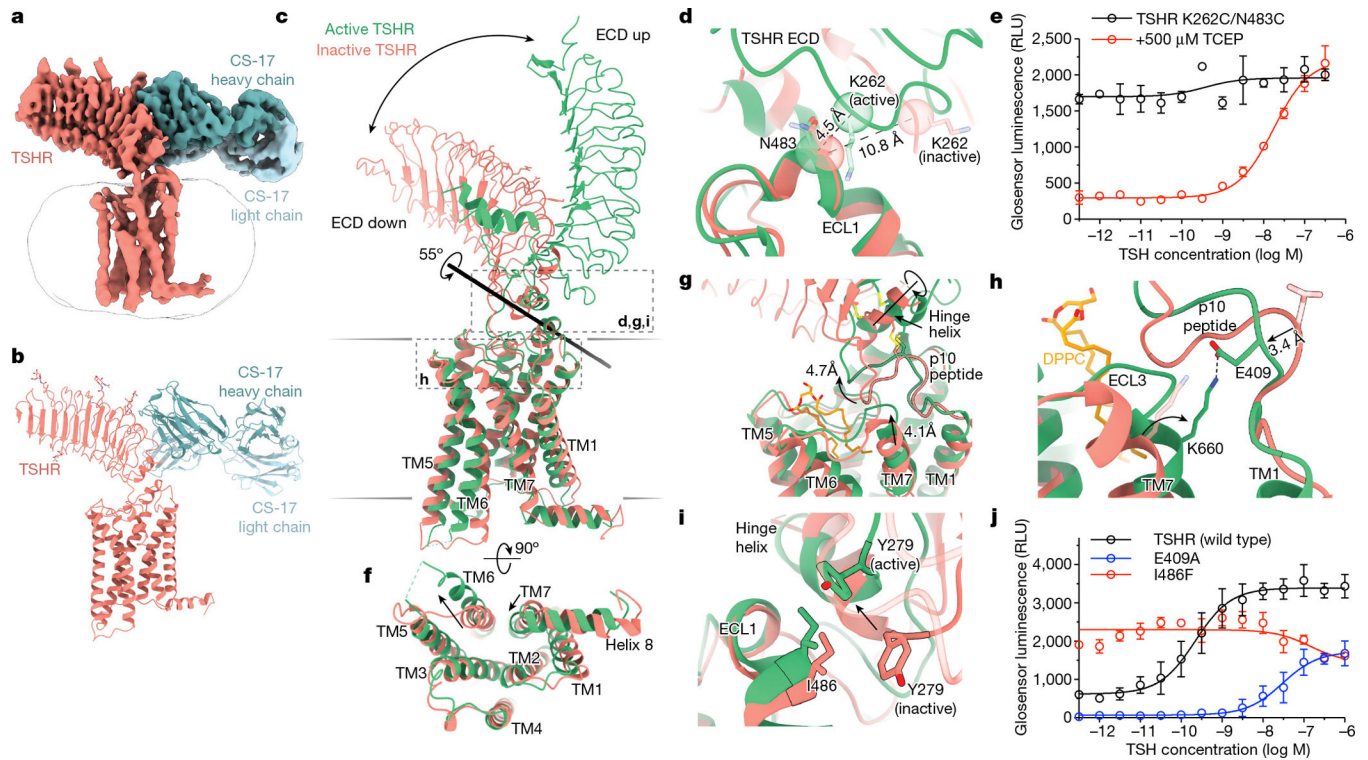 a
CS-17
heavy chain
TSHR
CS-17
light chain
b
CS-17
heavy chain
TSHR
CS-17
light chain
c
Active TSHR
Inactive TSHR
ECD up
ECD down
55º
d,g,i
h
TM5
TM6
TM7
TM1
90º
f
TM6
TM7
TM5
Helix 8
TM3
TM2
TM1
TM4
d
TSHR ECD
K262
(active)
4.5 Å
N483
10.8 Å
K262
(inactive)
ECL1
e
TSHR K262C/N483C
+500 μM TCEP
Glosensor luminescence (RLU)
2,500
2,000
1,500
1,000
500
0
–12 –11 –10 –9 –8 –7 –6
TSH concentration (log M)
g
Hinge
helix
p10
peptide
4.7Å
4.1Å
TM5
TM6
TM7
TM1
h
p10
peptide
DPPC
3.4 Å
ECL3
E409
K660
TM7
TM1
i
Hinge
helix
Y279
(active)
ECL1
I486
Y279
(inactive)
j
TSHR (wild type)
E409A
I486F
Glosensor luminescence (RLU)
4,000
3,000
2,000
1,000
0
–12 –11 –10 –9 –8 –7 –6
TSH concentration (log M)